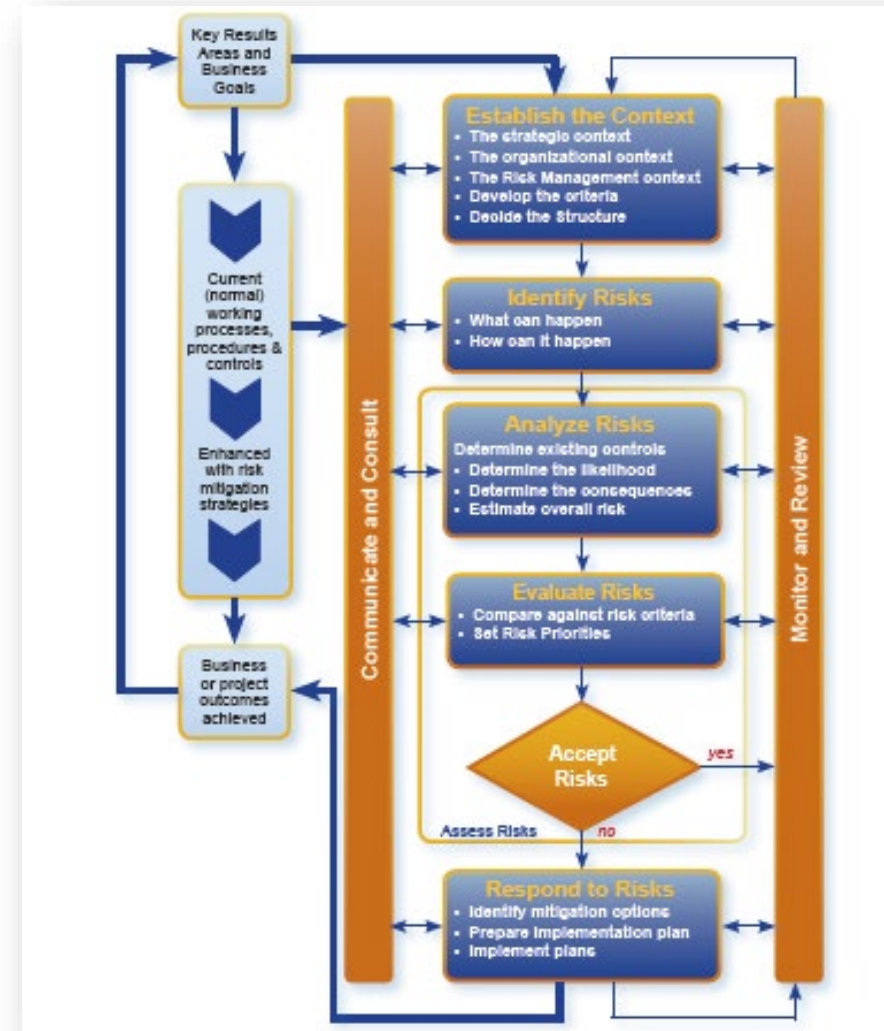 Key Results
Areas and
Business
Goals
Current
(normal)
working
processes,
procedures &
controls
Enhanced
with risk
mitigation
strategies
Business
or project
outcomes
achieved
Communicate and Consult
Establish the Context
• The strategic context
• The organizational context
• The Risk Management context
• Develop the criteria
• Decide the Structure
Identify Risks
• What can happen
• How can it happen
Analyze Risks
Determine existing controls
• Determine the likelihood
• Determine the consequences
• Estimate overall risk
Evaluate Risks
• Compare against risk criteria
• Set Risk Priorities
Accept
Risks
yes
Assess Risks
no
Respond to Risks
• Identify mitigation options
• Prepare implementation plan
• Implement plans
Monitor and Review